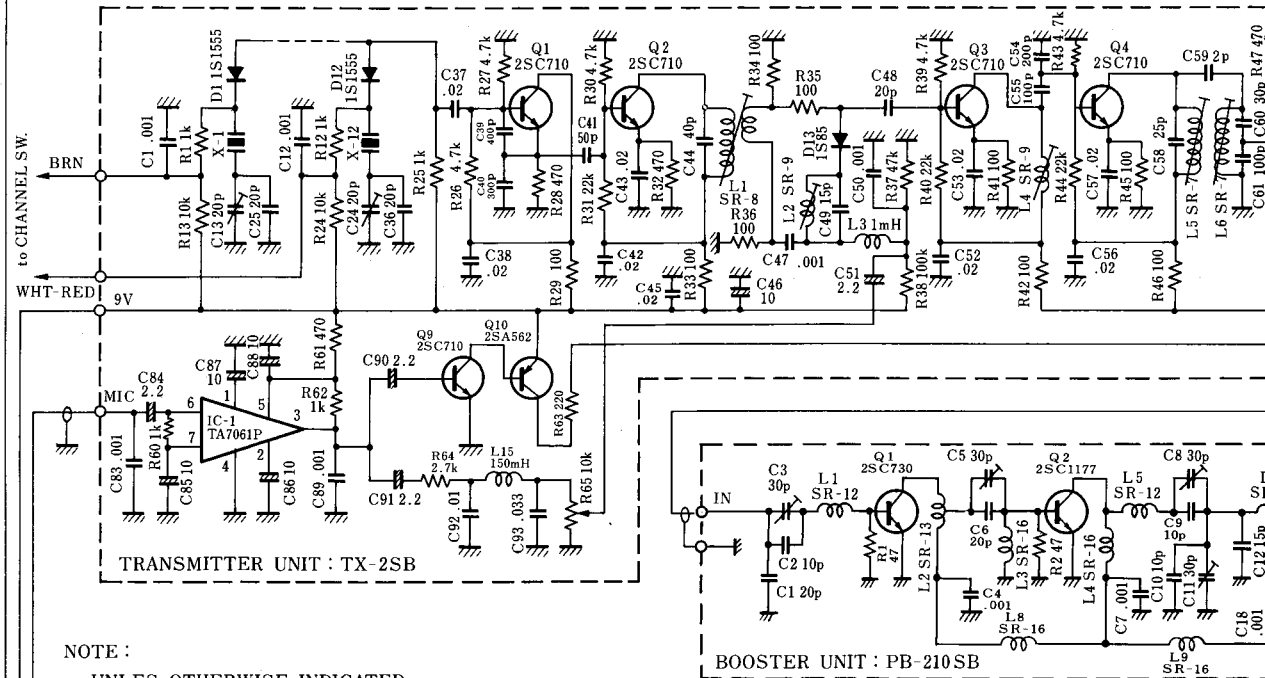 to CHANNEL SW.
BRN
WHT-RED
9V
MIC
D1 1S1555
D12 1S1555
C1 .001
R1 1k
X-1
C12 .001
R12 1k
X-12
R13 10k
C13 20p
C25 20p
R24 10k
C24 20p
C36 20p
R25 1k
C37 .02
R26 4.7k
R27 4.7k
C39 400p
C40 300p
Q1 2SC710
R28 470
C38 .02
R29 100
C41 50p
R30 4.7k
R31 22k
Q2 2SC710
C43 .02
R32 470
C42 .02
C44 40p
C45 .02
R33 100
L1 SR-8
R34 100
R35 100
R36 100
C46 10
C47 .001
L2 SR-9
D13 1S85
C49 15p
C48 20p
C50 .001
R37 47k
L3 1mH
C51 2.2
R38 100k
R39 4.7k
R40 22k
Q3 2SC710
C53 .02
R41 100
C52 .02
L4 SR-9
R42 100
C54 200p
C55 100p
R43 4.7k
R44 22k
Q4 2SC710
C57 .02
R45 100
C56 .02
R46 100
C58 25p
C59 2p
L5 SR-7
L6 SR-7
R47 470
C60 30p
C61 100p
C84 2.2
C83 .001
R60 1k
C85 10
IC-1 TA7061P
6
7
1
5
3
2
4
C87 10
C88 10
C86 10
R61 470
R62 1k
C89 .001
C90 2.2
C91 2.2
Q9 2SC710
Q10 2SA562
R63 220
R64 2.7k
L15 150mH
C92 .01
C93 .033
R65 10k
TRANSMITTER UNIT : TX-2SB
IN
C3 30p
C2 10p
C1 20p
L1 SR-12
R1 47
Q1 2SC730
L2 SR-13
C4 .001
C5 30p
C6 20p
L3 SR-16
R2 47
Q2 2SC1177
L4 SR-16
L5 SR-12
C7 .001
C8 30p
C9 10p
C10 10p
C11 30p
C12 15p
C18 .001
L8 SR-16
L9 SR-16
BOOSTER UNIT : PB-210SB
NOTE :
UNLES OTHERWISE INDICATED